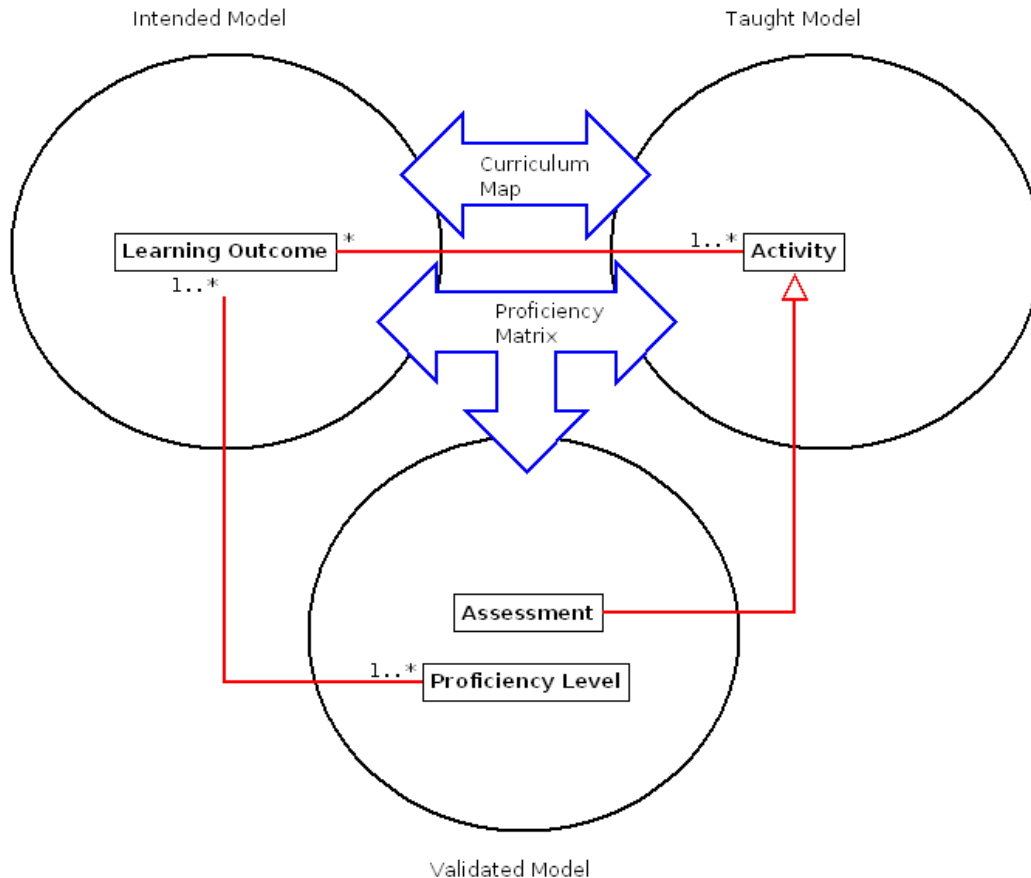 Intended Model
Taught Model
Curriculum
Map
Learning Outcome
*
1..*
Activity
1..*
Proficiency
Matrix
Assessment
1..*
Proficiency Level
Validated Model